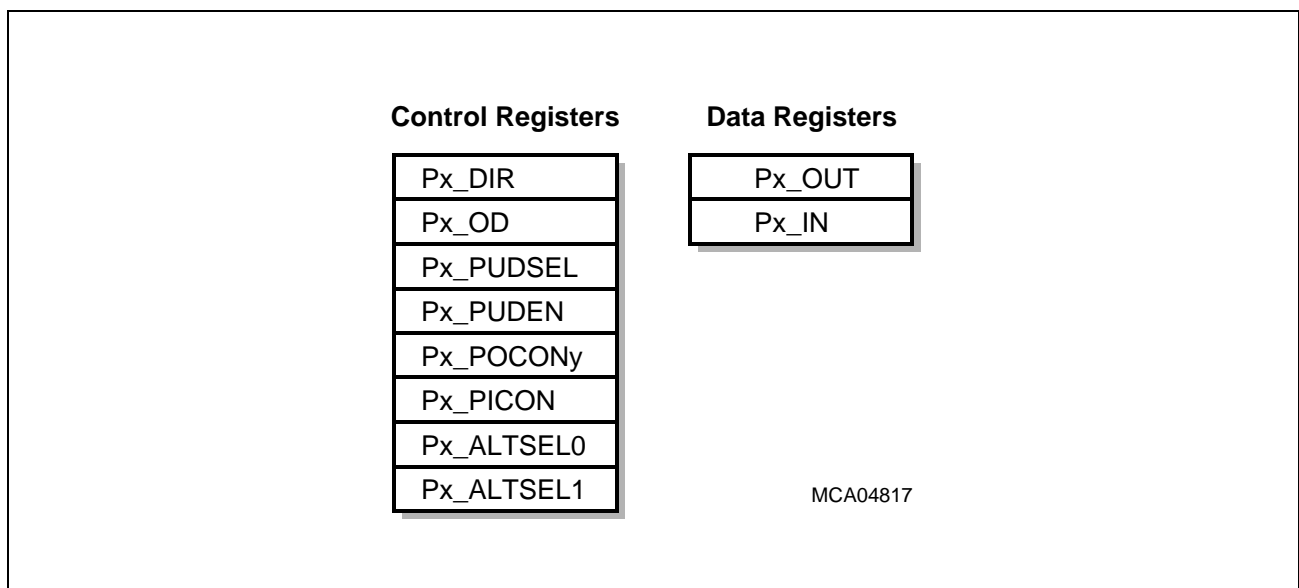 Control Registers
Px_DIR
Px_OD
Px_PUDSEL
Px_PUDEN
Px_POCONy
Px_PICON
Px_ALTSEL0
Px_ALTSEL1
Data Registers
Px_OUT
Px_IN
MCA04817